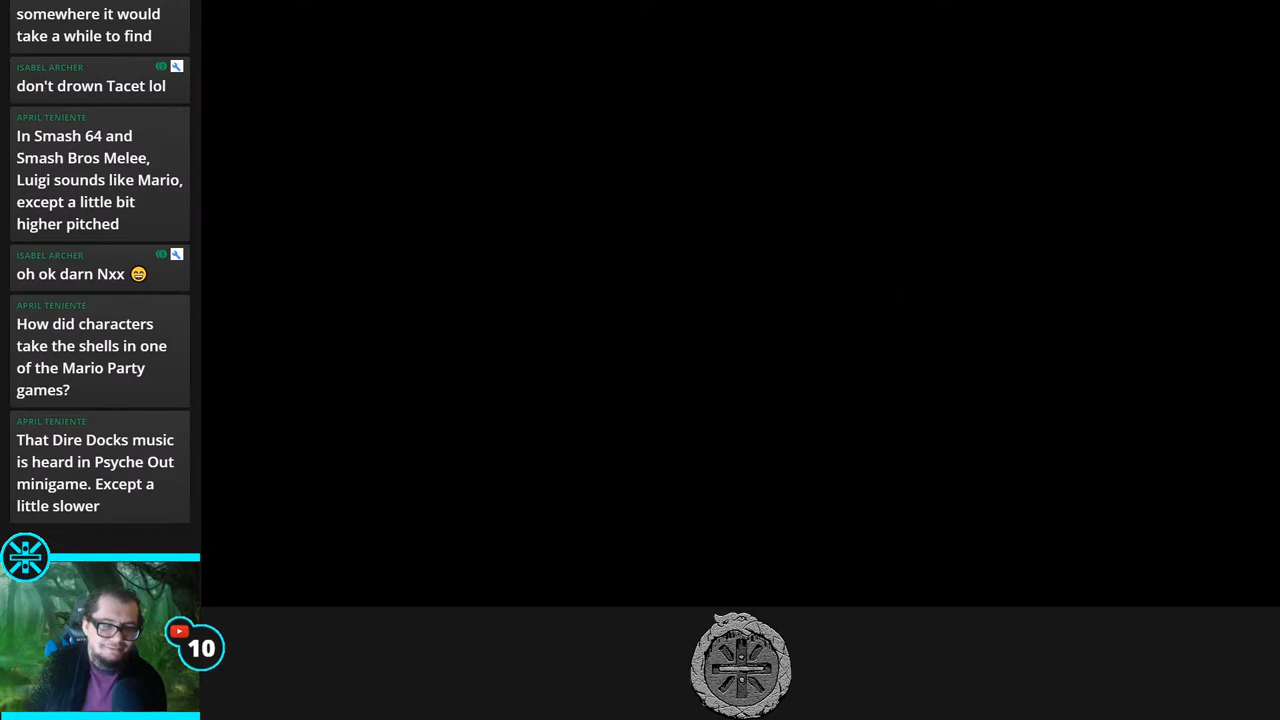 somewhere it would
take a while to find
ISABEL ARCHER
don't drown Tacet lol
APRIL TENIENTE
In Smash 64 and
Smash Bros Melee,
Luigi sounds like Mario,
except a little bit
higher pitched
ISABEL ARCHER
oh ok darn Nxx 😄
APRIL TENIENTE
How did characters
take the shells in one
of the Mario Party
games?
APRIL TENIENTE
That Dire Docks music
is heard in Psyche Out
minigame. Except a
little slower
10